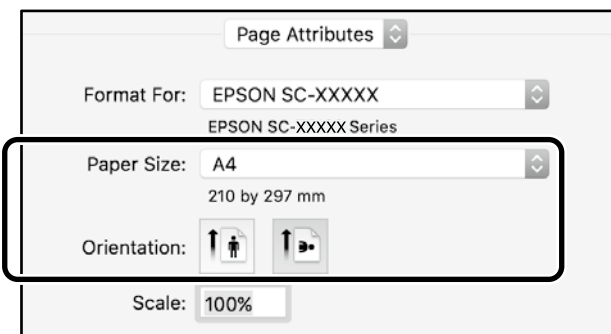 Page Attributes
Format For: EPSON SC-XXXXX
EPSON SC-XXXXX Series
Paper Size: A4
210 by 297 mm
Orientation:
Scale: 100%